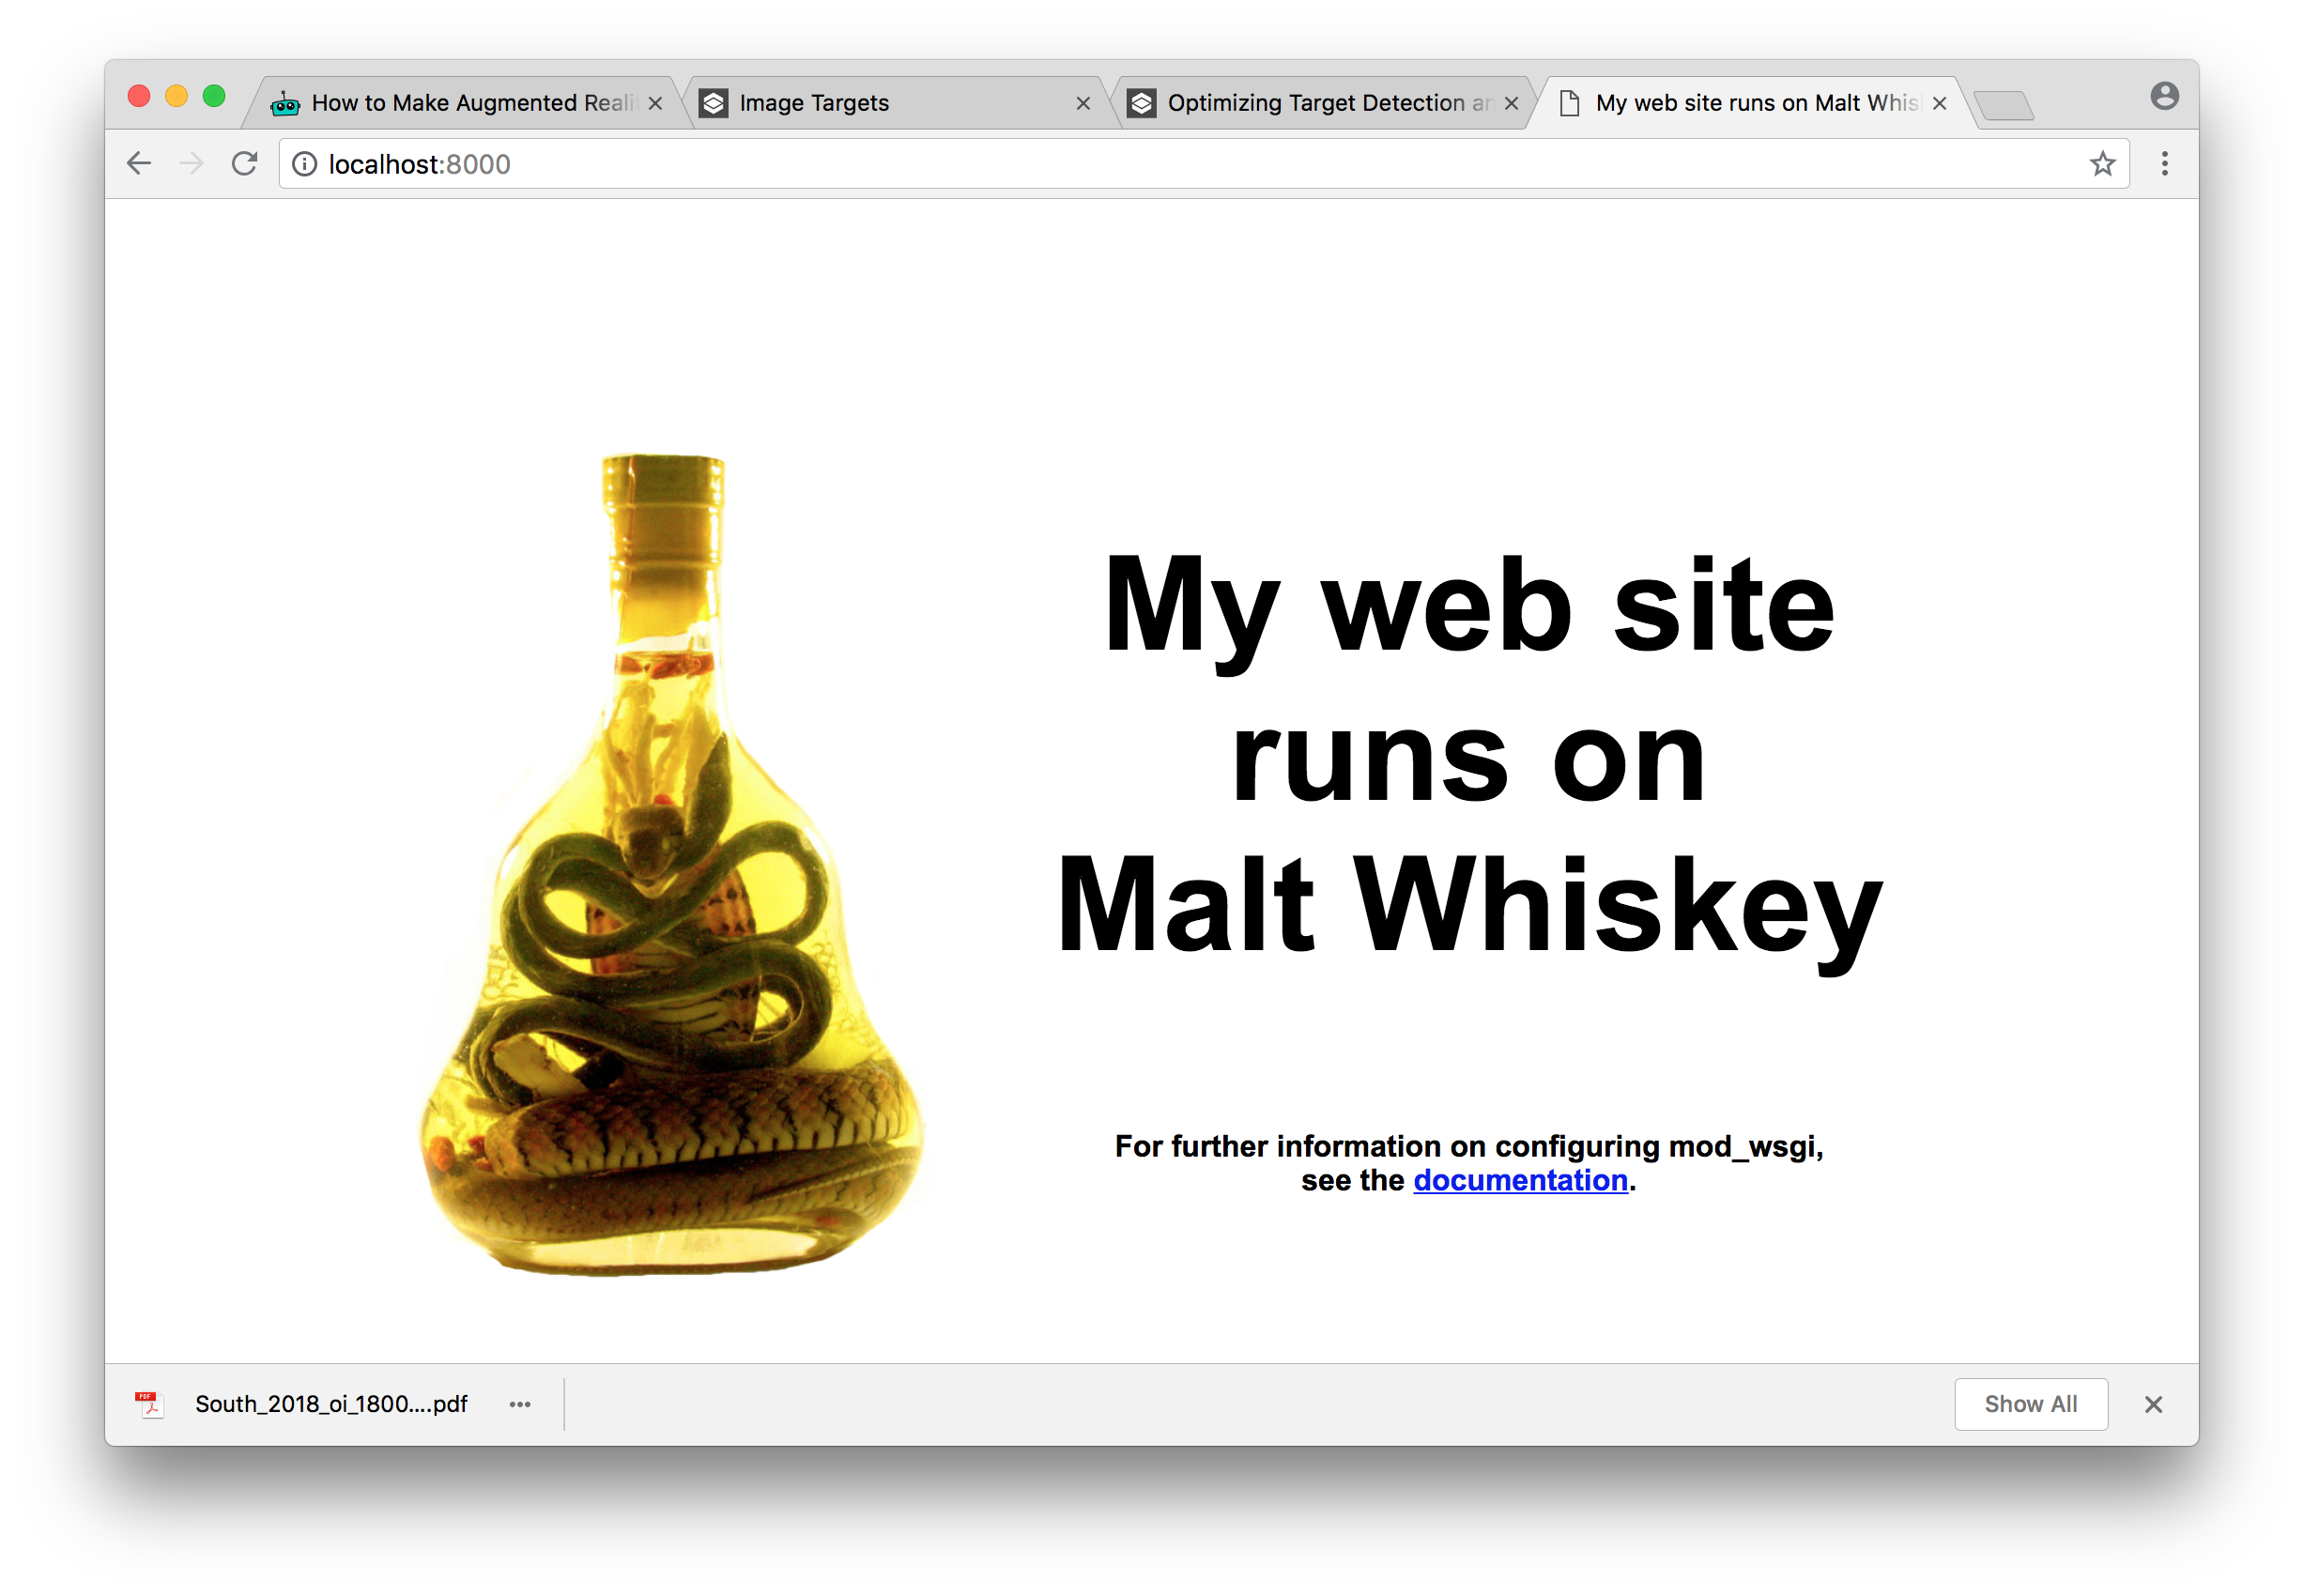 How to Make Augmented Reali
Image Targets
Optimizing Target Detection an
My web site runs on Malt Whis
localhost:8000
My web site
runs on
Malt Whiskey
For further information on configuring mod_wsgi,
see the documentation.
PDF
South_2018_oi_1800....pdf
Show All